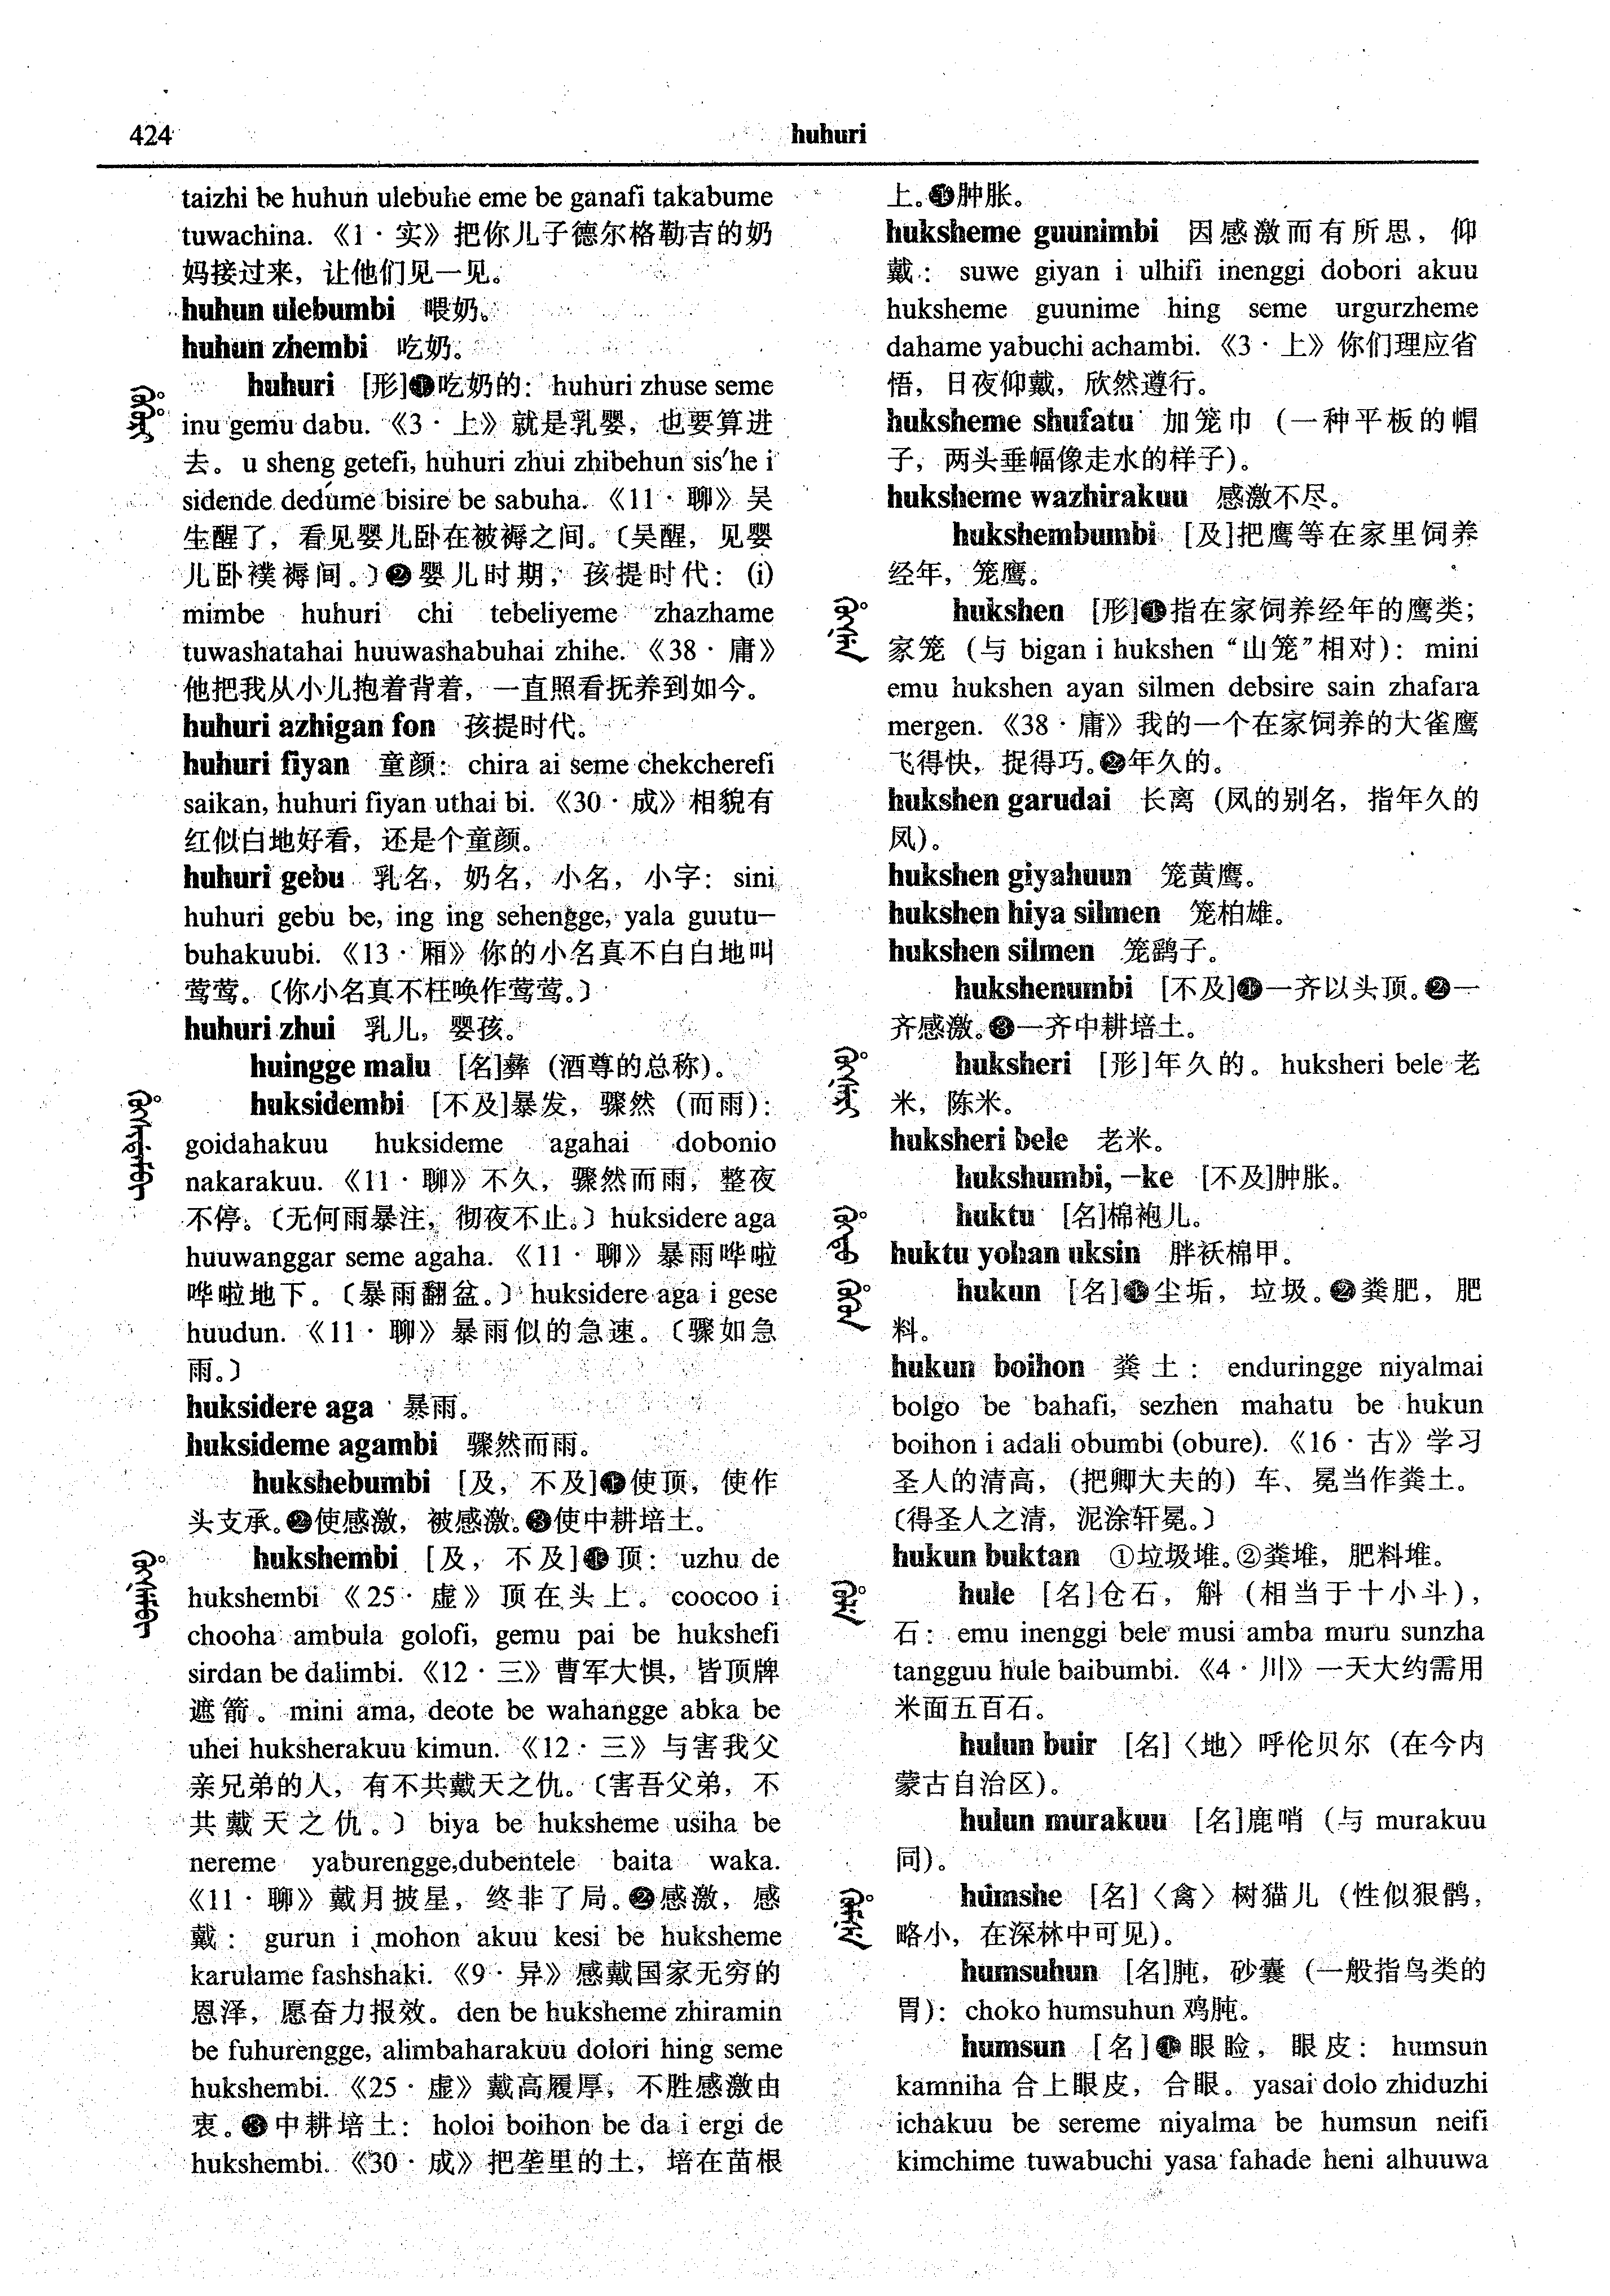 424
huhuri
taizhi be huhun ulebuhe eme be ganafi takabume
tuwachina. 《1·实》把你儿子德尔格勒吉的奶
妈接过来，让他们见一见。
huhun ulebumbi 喂奶。
huhun zhembi 吃奶。
huhuri [形]❶吃奶的：huhuri zhuse seme
inu gemu dabu. 《3·上》就是乳婴，也要算进
去。u sheng getefi, huhuri zhui zhibehun sis'he i
sidende dedume bisire be sabuha. 《11·聊》吴
生醒了，看见婴儿卧在被褥之间。〔吴醒，见婴
儿卧襆褥间。〕❷婴儿时期，孩提时代：(i)
mimbe huhuri chi tebeliyeme zhazhame
tuwashatahai huuwashabuhai zhihe. 《38·庸》
他把我从小儿抱着背着，一直照看抚养到如今。
huhuri azhigan fon 孩提时代。
huhuri fiyan 童颜：chira ai seme chekcherefi
saikan, huhuri fiyan uthai bi. 《30·成》相貌有
红似白地好看，还是个童颜。
huhuri gebu 乳名，奶名，小名，小字：sini
huhuri gebu be, ing ing sehengge, yala guutu–
buhakuubi. 《13·厢》你的小名真不白白地叫
莺莺。〔你小名真不枉唤作莺莺。〕
huhuri zhui 乳儿，婴孩。
huingge malu [名]彝（酒尊的总称）。
huksidembi [不及]暴发，骤然（而雨）：
goidahakuu huksideme agahai dobonio
nakarakuu. 《11·聊》不久，骤然而雨，整夜
不停。〔无何雨暴注，彻夜不止。〕huksidere aga
huuwanggar seme agaha. 《11·聊》暴雨哗啦
哗啦地下。〔暴雨翻盆。〕huksidere aga i gese
huudun. 《11·聊》暴雨似的急速。〔骤如急
雨。〕
huksidere aga 暴雨。
huksideme agambi 骤然而雨。
hukshebumbi [及，不及]❶使顶，使作
头支承。❷使感激，被感激。❸使中耕培土。
hukshembi [及，不及]❶顶：uzhu de
hukshembi 《25·虚》顶在头上。coocoo i
chooha ambula golofi, gemu pai be hukshefi
sirdan be dalimbi. 《12·三》曹军大惧，皆顶牌
遮箭。mini ama, deote be wahangge abka be
uhei huksherakuu kimun. 《12·三》与害我父
亲兄弟的人，有不共戴天之仇。〔害吾父弟，不
共戴天之仇。〕biya be huksheme usiha be
nereme yaburengge,dubentele baita waka.
《11·聊》戴月披星，终非了局。❷感激，感
戴：gurun i mohon akuu kesi be huksheme
karulame fashshaki. 《9·异》感戴国家无穷的
恩泽，愿奋力报效。den be huksheme zhiramin
be fuhurengge, alimbaharakuu dolori hing seme
hukshembi. 《25·虚》戴高履厚，不胜感激由
衷。❸中耕培土：holoi boihon be da i ergi de
hukshembi. 《30·成》把垄里的土，培在苗根
上。❹肿胀。
huksheme guunimbi 因感激而有所思，仰
戴：suwe giyan i ulhifi inenggi dobori akuu
huksheme guunime hing seme urgurzheme
dahame yabuchi achambi. 《3·上》你们理应省
悟，日夜仰戴，欣然遵行。
huksheme shufatu 加笼巾（一种平板的帽
子，两头垂幅像走水的样子）。
huksheme wazhirakuu 感激不尽。
hukshembumbi [及]把鹰等在家里饲养
经年，笼鹰。
hukshen [形]❶指在家饲养经年的鹰类；
家笼（与 bigan i hukshen “山笼”相对）：mini
emu hukshen ayan silmen debsire sain zhafara
mergen. 《38·庸》我的一个在家饲养的大雀鹰
飞得快，捉得巧。❷年久的。
hukshen garudai 长离（凤的别名，指年久的
凤）。
hukshen giyahuun 笼黄鹰。
hukshen hiya silmen 笼柏雄。
hukshen silmen 笼鹞子。
hukshenumbi [不及]❶一齐以头顶。❷一
齐感激。❸一齐中耕培土。
huksheri [形]年久的。huksheri bele 老
米，陈米。
huksheri bele 老米。
hukshumbi, –ke [不及]肿胀。
huktu [名]棉袍儿。
huktu yohan uksin 胖袄棉甲。
hukun [名]❶尘垢，垃圾。❷粪肥，肥
料。
hukun boihon 粪土：enduringge niyalmai
bolgo be bahafi, sezhen mahatu be hukun
boihon i adali obumbi (obure). 《16·古》学习
圣人的清高，（把卿大夫的）车、冕当作粪土。
〔得圣人之清，泥涂轩冕。〕
hukun buktan ①垃圾堆。②粪堆，肥料堆。
hule [名]仓石，斛（相当于十小斗），
石：emu inenggi bele musi amba muru sunzha
tangguu hule baibumbi. 《4·川》一天大约需用
米面五百石。
hulun buir [名]〈地〉呼伦贝尔（在今内
蒙古自治区）。
hulun murakuu [名]鹿哨（与 murakuu
同）。
humshe [名]〈禽〉树猫儿（性似狠鹘，
略小，在深林中可见）。
humsuhun [名]肫，砂囊（一般指鸟类的
胃）：choko humsuhun 鸡肫。
humsun [名]❶眼睑，眼皮：humsun
kamniha 合上眼皮，合眼。yasai dolo zhiduzhi
ichakuu be sereme niyalma be humsun neifi
kimchime tuwabuchi yasa fahade heni alhuuwa